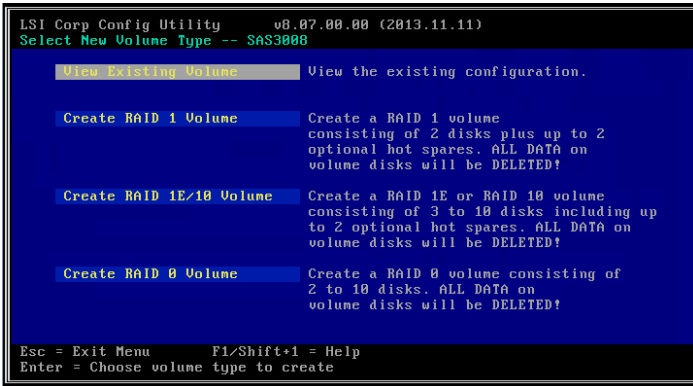 LSI Corp Config Utility v8.07.00.00 (2013.11.11)
Select New Volume Type -- SAS3008
View Existing Volume View the existing configuration.
Create RAID 1 Volume Create a RAID 1 volume
consisting of 2 disks plus up to 2
optional hot spares. ALL DATA on
volume disks will be DELETED!
Create RAID 1E/10 Volume Create a RAID 1E or RAID 10 volume
consisting of 3 to 10 disks including up
to 2 optional hot spares. ALL DATA on
volume disks will be DELETED!
Create RAID 0 Volume Create a RAID 0 volume consisting of
2 to 10 disks. ALL DATA on
volume disks will be DELETED!
Esc = Exit Menu F1/Shift+1 = Help
Enter = Choose volume type to create